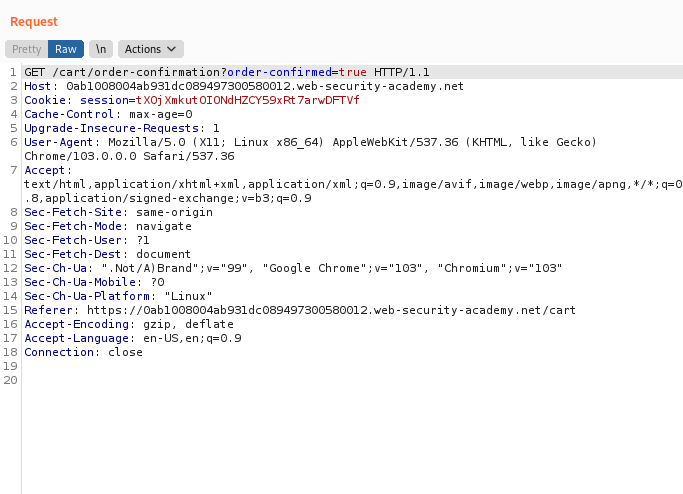 Request
Pretty Raw \n Actions
1 GET /cart/order-confirmation?order-confirmed=true HTTP/1.1
2 Host: 0ab1008004ab931dc089497300580012.web-security-academy.net
3 Cookie: session=tXOjXmkutOIONdHZCY59xRt7arwDFTVf
4 Cache-Control: max-age=0
5 Upgrade-Insecure-Requests: 1
6 User-Agent: Mozilla/5.0 (X11; Linux x86_64) AppleWebKit/537.36 (KHTML, like Gecko)
Chrome/103.0.0.0 Safari/537.36
7 Accept:
text/html,application/xhtml+xml,application/xml;q=0.9,image/avif,image/webp,image/apng,*/*;q=0
.8,application/signed-exchange;v=b3;q=0.9
8 Sec-Fetch-Site: same-origin
9 Sec-Fetch-Mode: navigate
10 Sec-Fetch-User: ?1
11 Sec-Fetch-Dest: document
12 Sec-Ch-Ua: ".Not/A)Brand";v="99", "Google Chrome";v="103", "Chromium";v="103"
13 Sec-Ch-Ua-Mobile: ?0
14 Sec-Ch-Ua-Platform: "Linux"
15 Referer: https://0ab1008004ab931dc089497300580012.web-security-academy.net/cart
16 Accept-Encoding: gzip, deflate
17 Accept-Language: en-US,en;q=0.9
18 Connection: close
19
20